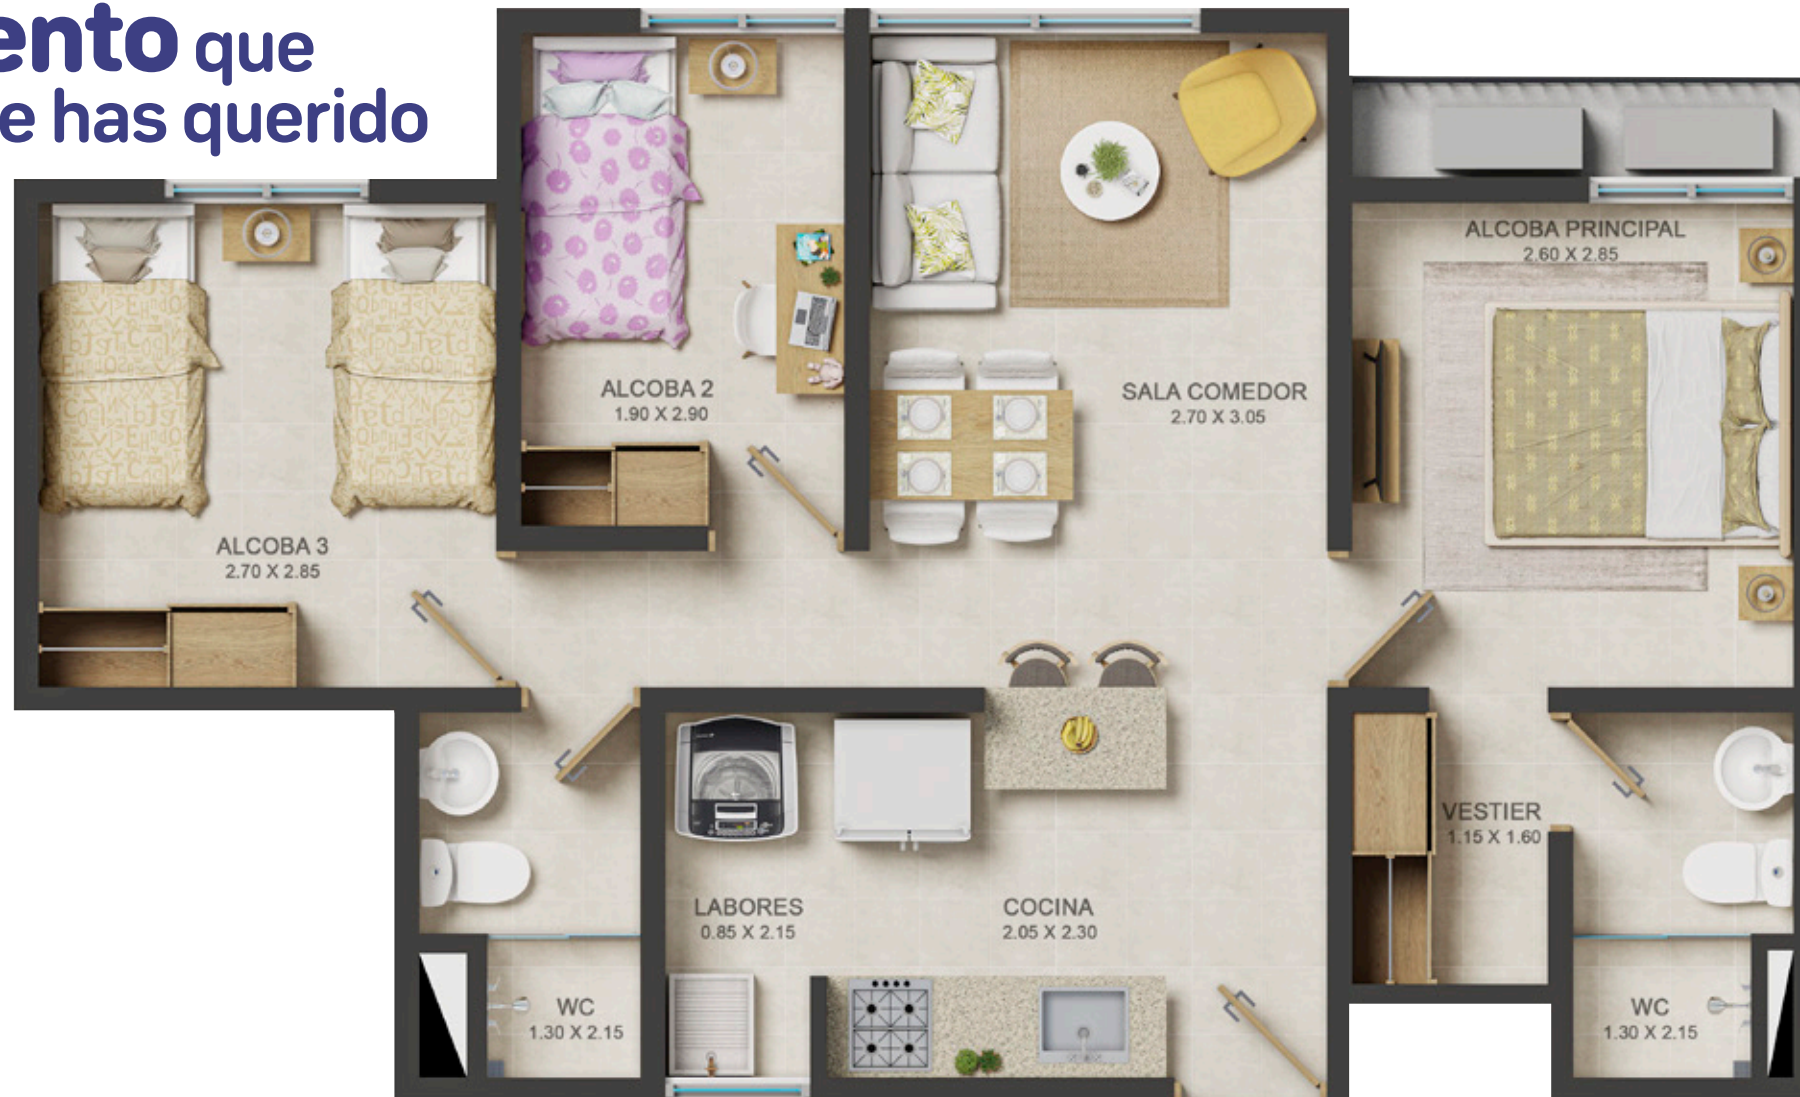 ento que
e has querido
ALCOBA PRINCIPAL
2.60 X 2.85
ALCOBA 2
1.90 X 2.90
SALA COMEDOR
2.70 X 3.05
ALCOBA 3
2.70 X 2.85
VESTIER
1.15 X 1.60
LABORES
0.85 X 2.15
COCINA
2.05 X 2.30
WC
1.30 X 2.15
WC
1.30 X 2.15